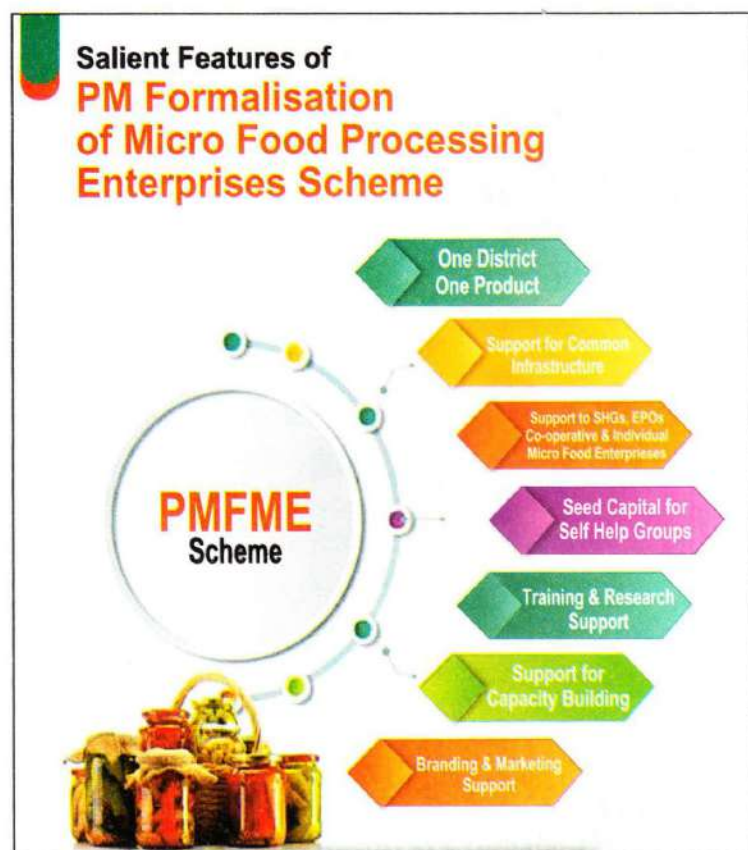 Salient Features of
PM Formalisation
of Micro Food Processing
Enterprises Scheme
One District
One Product
Support for Common
Infrastructure
Support to SHGs, EPOs
Co-operative & Individual
Micro Food Enterprieses
PMFME
Scheme
Seed Capital for
Self Help Groups
Training & Research
Support
Support for
Capacity Building
Branding & Marketing
Support